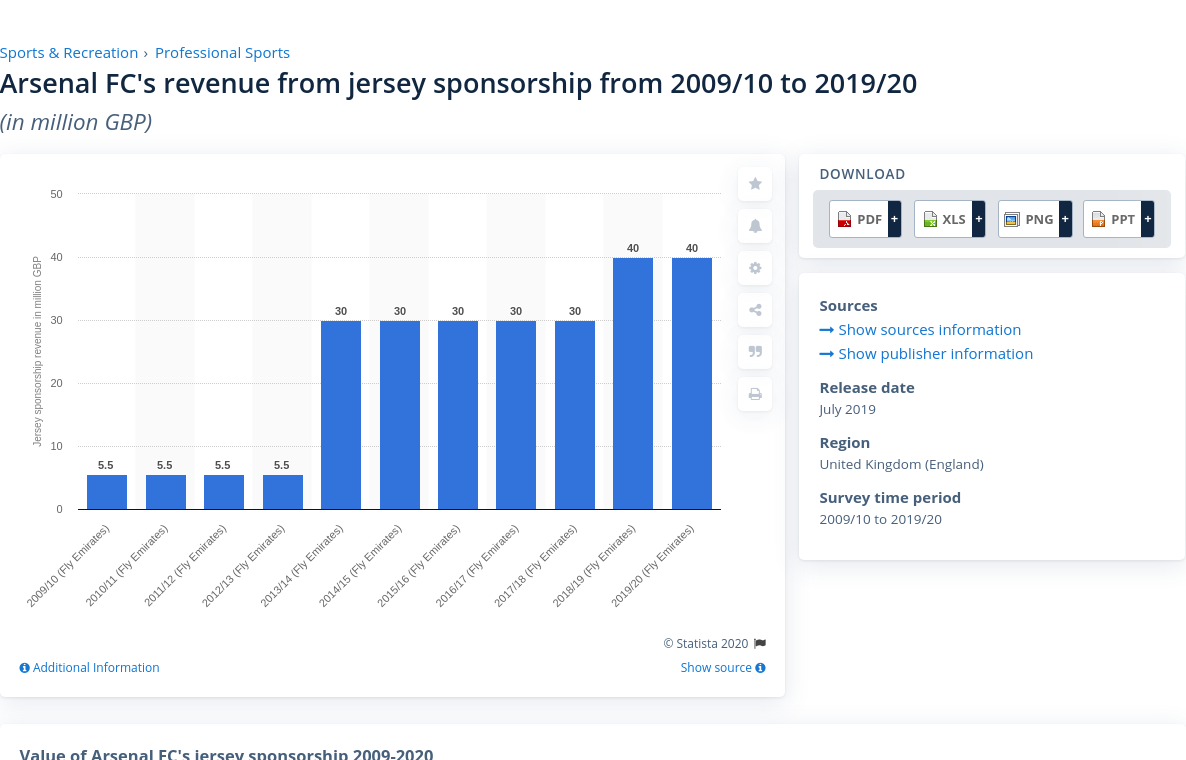 Sports & Recreation › Professional Sports
Arsenal FC's revenue from jersey sponsorship from 2009/10 to 2019/20
(in million GBP)
Jersey sponsorship revenue in million GBP
50
40
30
20
10
0
5.5
5.5
5.5
5.5
30
30
30
30
30
40
40
2009/10 (Fly Emirates)
2010/11 (Fly Emirates)
2011/12 (Fly Emirates)
2012/13 (Fly Emirates)
2013/14 (Fly Emirates)
2014/15 (Fly Emirates)
2015/16 (Fly Emirates)
2016/17 (Fly Emirates)
2017/18 (Fly Emirates)
2018/19 (Fly Emirates)
2019/20 (Fly Emirates)
© Statista 2020
Additional Information
Show source
DOWNLOAD
PDF + XLS + PNG + PPT +
Sources
Show sources information
Show publisher information
Release date
July 2019
Region
United Kingdom (England)
Survey time period
2009/10 to 2019/20
Value of Arsenal FC's jersey sponsorship 2009-2020